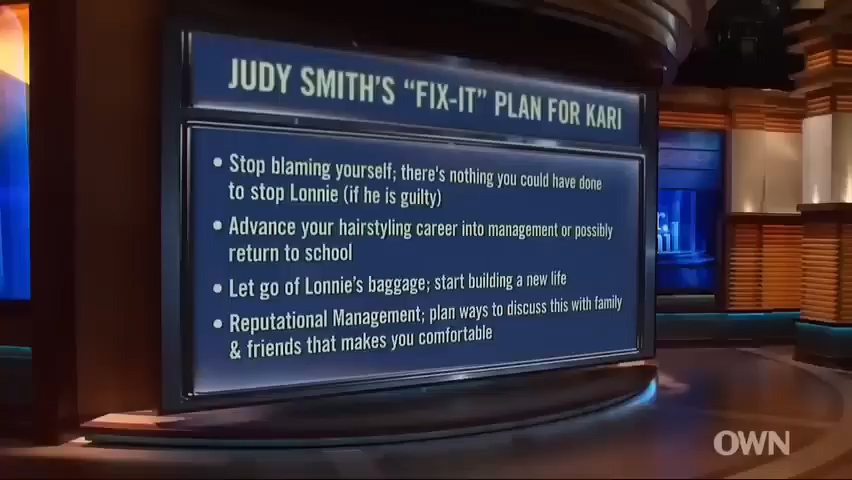 JUDY SMITH'S "FIX-IT" PLAN FOR KARI
• Stop blaming yourself; there's nothing you could have done
to stop Lonnie (if he is guilty)
• Advance your hairstyling career into management or possibly
return to school
• Let go of Lonnie's baggage; start building a new life
• Reputational Management; plan ways to discuss this with family
& friends that makes you comfortable
OWN